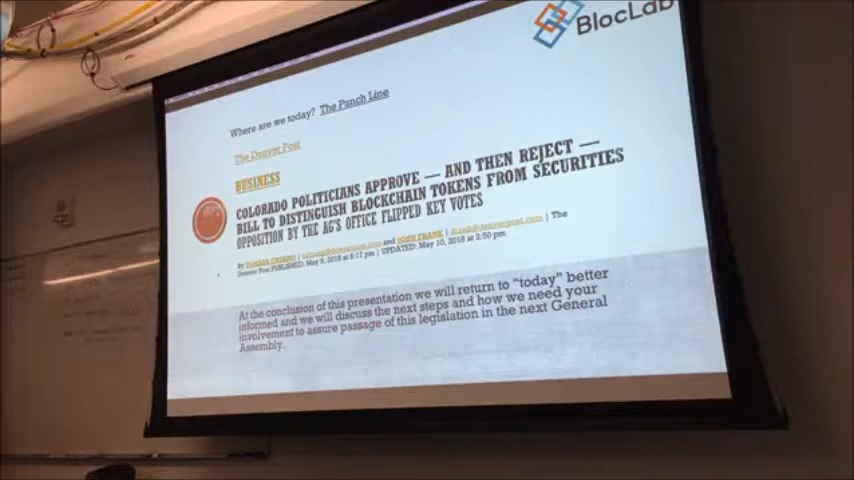 BlocLab
Where are we today? The Punch Line
The Denver Post
BUSINESS
COLORADO POLITICIANS APPROVE — AND THEN REJECT —
BILL TO DISTINGUISH BLOCKCHAIN TOKENS FROM SECURITIES
OPPOSITION BY THE AG'S OFFICE FLIPPED KEY VOTES
By TAMARA CHUANG | and JOHN FRANK | | The
Denver Post PUBLISHED: May 9, 2018 at 6:17 pm | UPDATED: May 10, 2018 at 2:50 pm
At the conclusion of this presentation we will return to "today" better
informed and we will discuss the next steps and how we need your
involvement to assure passage of this legislation in the next General
Assembly.